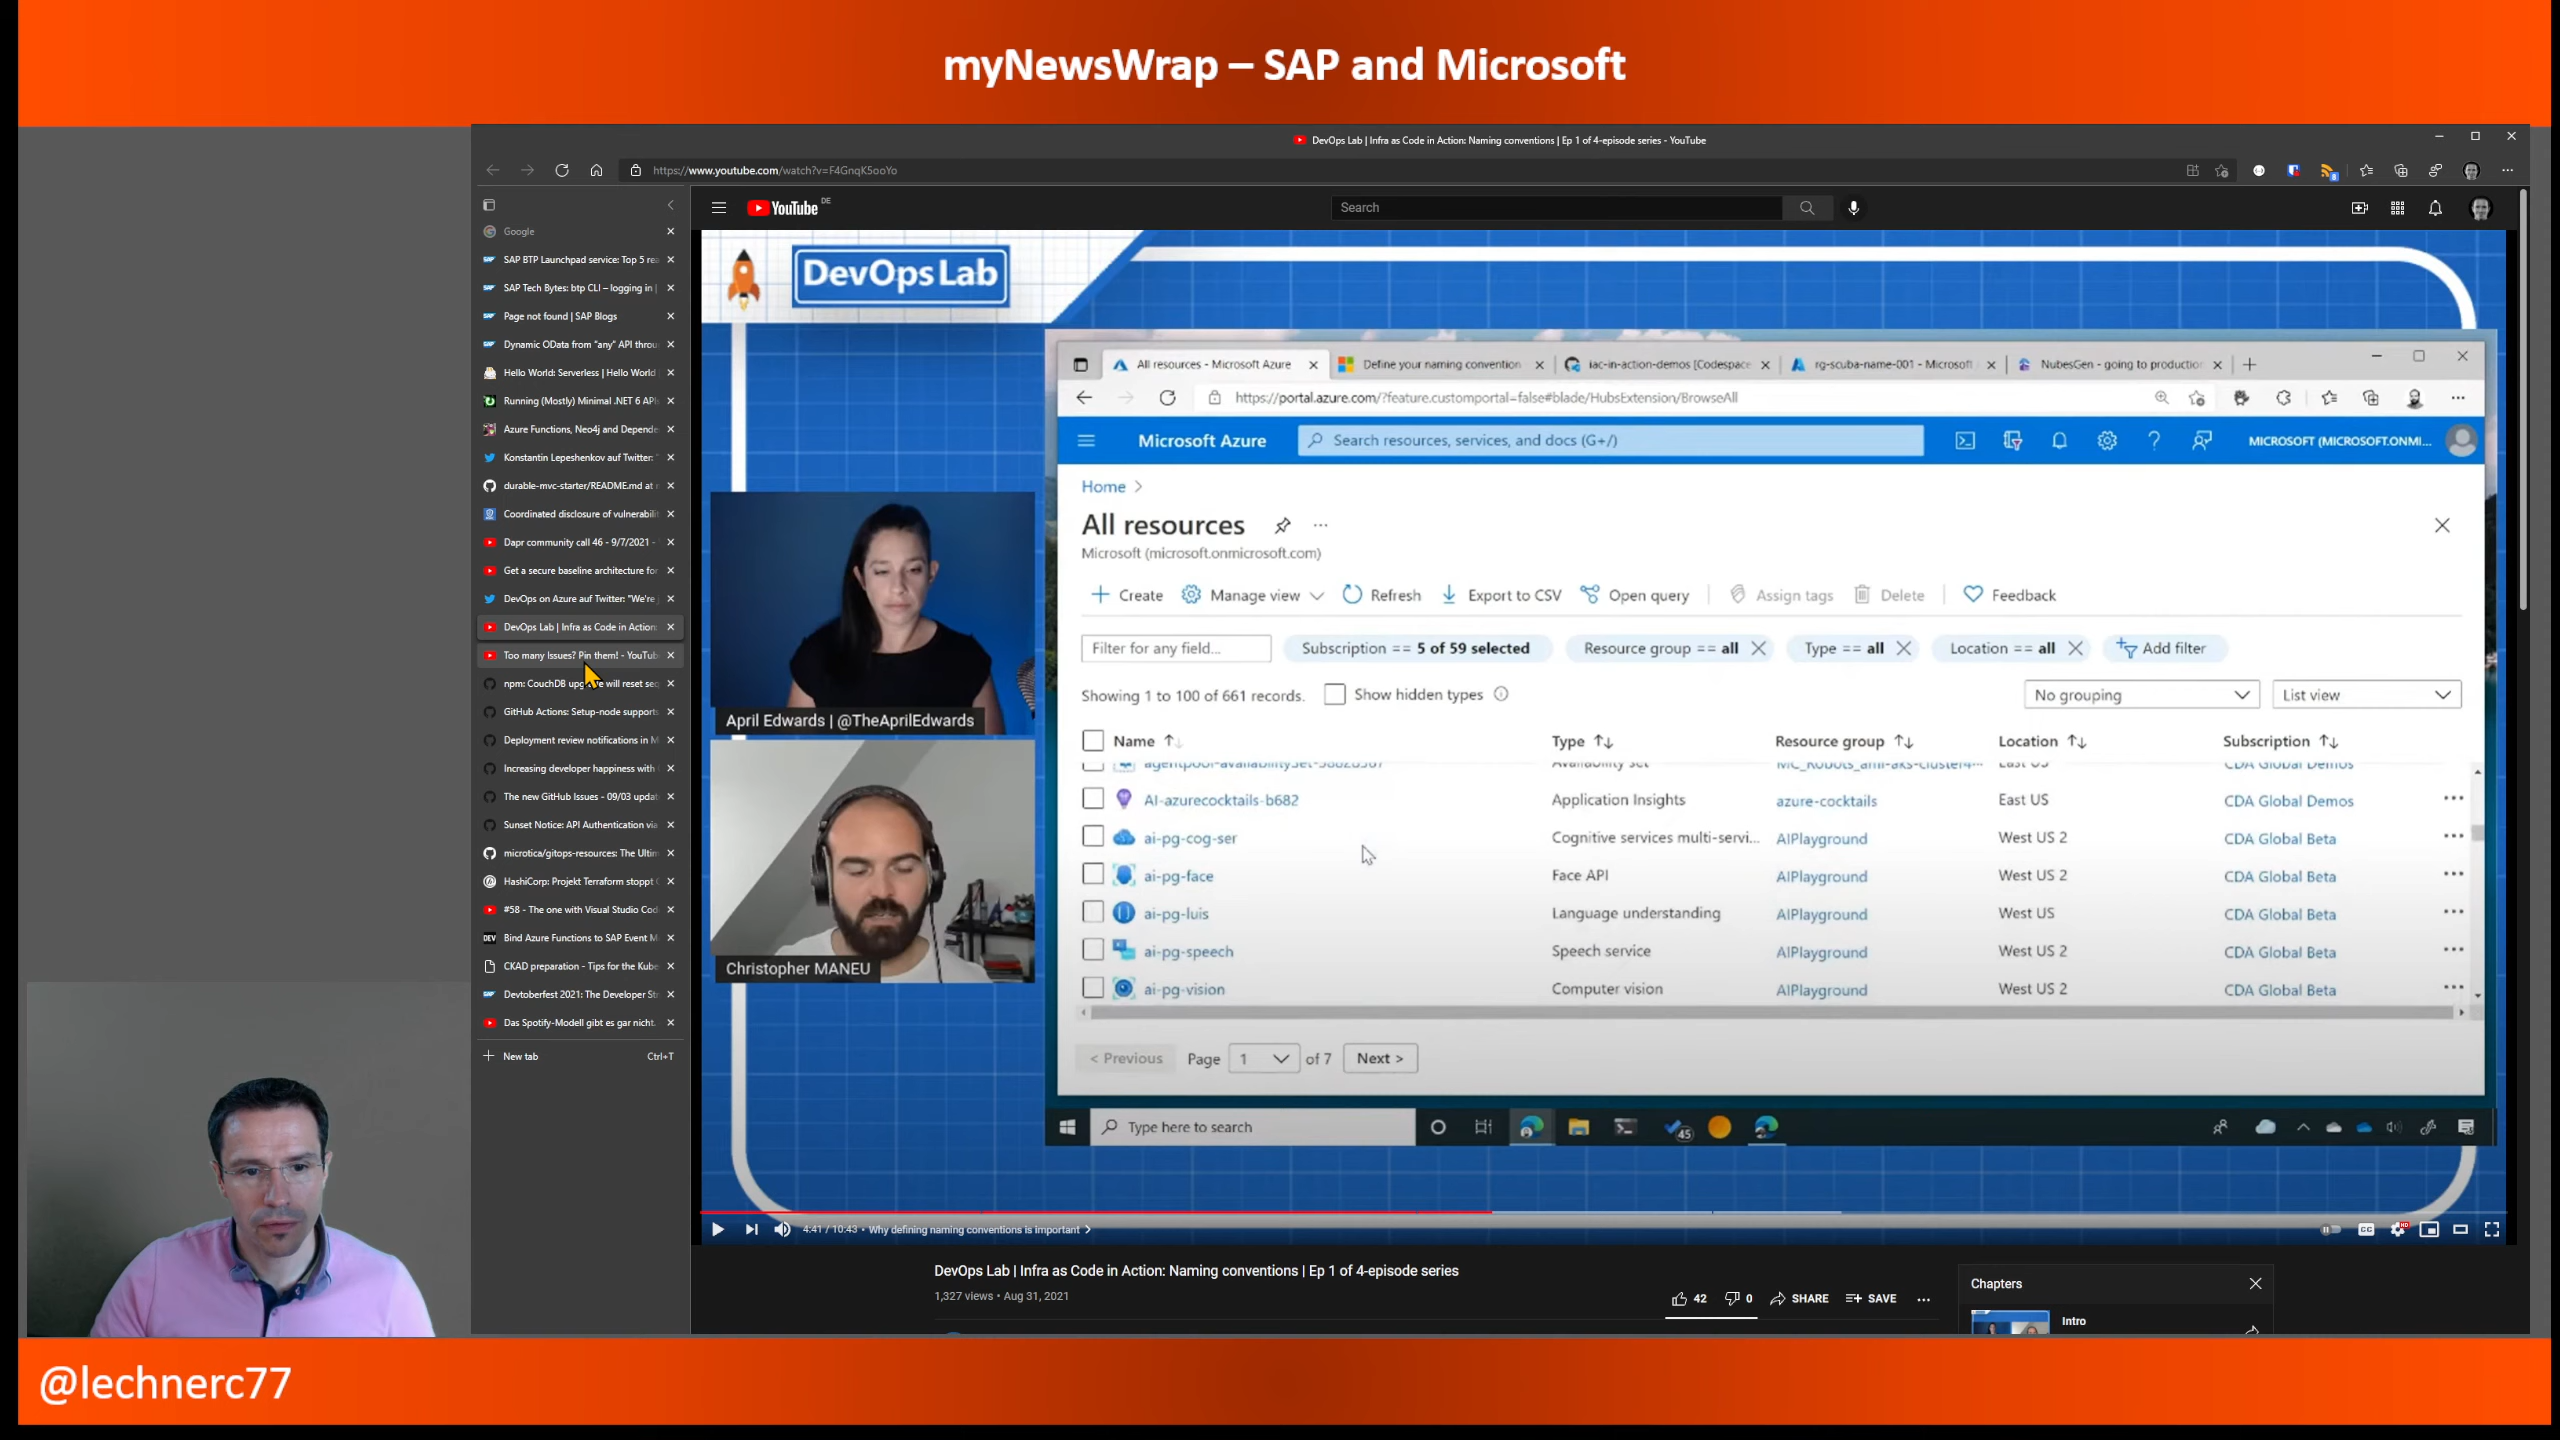 myNewsWrap – SAP and Microsoft
DevOps Lab | Infra as Code in Action: Naming conventions | Ep 1 of 4-episode series - YouTube
https://www.youtube.com/watch?v=F4GnqK5ooYo
Google
SAP BTP Launchpad service: Top 5 rea
SAP Tech Bytes: btp CLI – logging in |
Page not found | SAP Blogs
Dynamic OData from "any" API throu
Hello World: Serverless | Hello World
Running (Mostly) Minimal .NET 6 API
Azure Functions, Neo4j and Depende
Konstantin Lepeshenkov auf Twitter: "
durable-mvc-starter/README.md at
Coordinated disclosure of vulnerabilit
Dapr community call 46 - 9/7/2021 -
Get a secure baseline architecture for
DevOps on Azure auf Twitter: "We're
DevOps Lab | Infra as Code in Action:
Too many Issues? Pin them! - YouTub
npm: CouchDB will reset sec
GitHub Actions: Setup-node supports
Deployment review notifications in M
Increasing developer happiness with
The new GitHub Issues - 09/03 updat
Sunset Notice: API Authentication via
microtica/gitops-resources: The Ultim
HashiCorp: Projekt Terraform stoppt
#58 - The one with Visual Studio Cod
DEV
Bind Azure Functions to SAP Event M
CKAD preparation - Tips for the Kube
Devtoberfest 2021: The Developer St
Das Spotify-Modell gibt es gar nicht.
New tab Ctrl+T
YouTube DE
Search
DevOps Lab
All resources - Microsoft Azure
Define your naming convention
iac-in-action-demos [Codespace
rg-scuba-name-001 - Microsoft
NubesGen - going to production
https://portal.azure.com/?feature.customportal=false#blade/HubsExtension/BrowseAll
Microsoft Azure
Search resources, services, and docs (G+/)
MICROSOFT (MICROSOFT.ONMI...
Home >
All resources
Microsoft (microsoft.onmicrosoft.com)
Create
Manage view
Refresh
Export to CSV
Open query
Assign tags
Delete
Feedback
Filter for any field...
Subscription == 5 of 59 selected
Resource group == all
Type == all
Location == all
Add filter
Showing 1 to 100 of 661 records.
Show hidden types
No grouping
List view
Name Type Resource group Location Subscription
Availability set East US CDA Global Demos
AI-azurecocktails-b682 Application Insights azure-cocktails East US CDA Global Demos
ai-pg-cog-ser Cognitive services multi-servi... AIPlayground West US 2 CDA Global Beta
ai-pg-face Face API AIPlayground West US 2 CDA Global Beta
ai-pg-luis Language understanding AIPlayground West US CDA Global Beta
ai-pg-speech Speech service AIPlayground West US 2 CDA Global Beta
ai-pg-vision Computer vision AIPlayground West US 2 CDA Global Beta
< Previous Page 1 of 7 Next >
Type here to search
45
April Edwards | @TheAprilEdwards
Christopher MANEU
4:41 / 10:43 • Why defining naming conventions is important >
CC
HD
DevOps Lab | Infra as Code in Action: Naming conventions | Ep 1 of 4-episode series
1,327 views • Aug 31, 2021
42 0 SHARE SAVE
Chapters
Intro
@lechnerc77